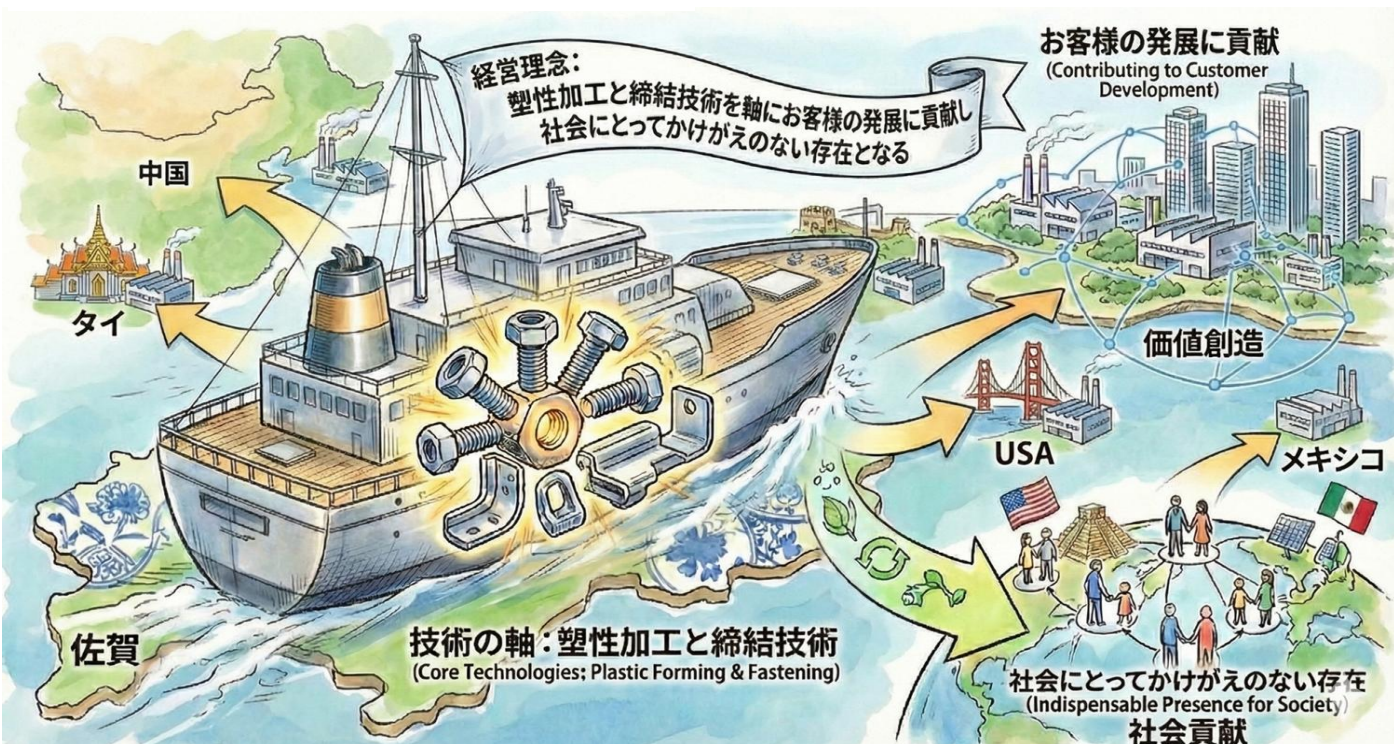 経営理念:
塑性加工と締結技術を軸にお客様の発展に貢献し
社会にとってかけがえのない存在となる
お客様の発展に貢献
(Contributing to Customer
Development)
中国
タイ
価値創造
USA
メキシコ
佐賀
技術の軸:塑性加工と締結技術
(Core Technologies; Plastic Forming & Fastening)
社会にとってかけがえのない存在
(Indispensable Presence for Society)
社会貢献